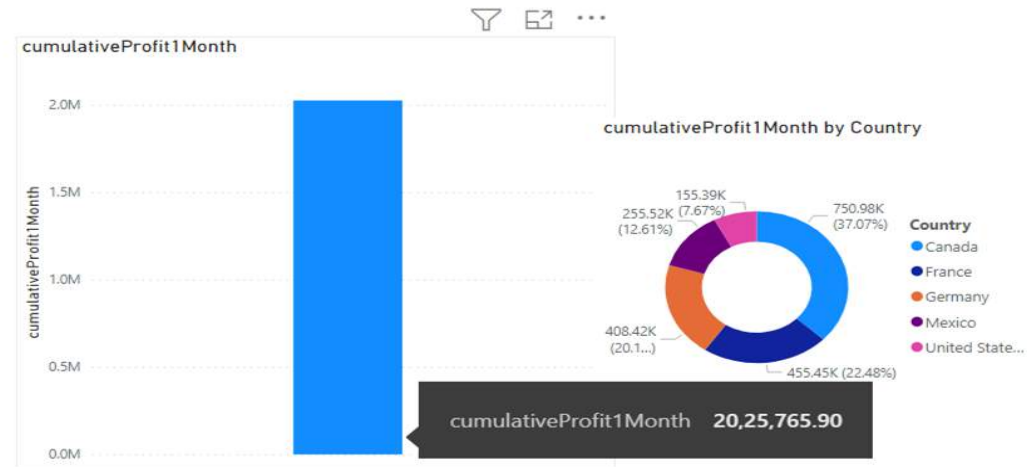 cumulativeProfit1Month
2.0M
1.5M
1.0M
0.5M
0.0M
cumulativeProfit1Month
cumulativeProfit1Month 20,25,765.90
cumulativeProfit1Month by Country
155.39K
(7.67%)
255.52K
(12.61%)
750.98K
(37.07%)
408.42K
(20.1...)
455.45K (22.48%)
Country
Canada
France
Germany
Mexico
United State...